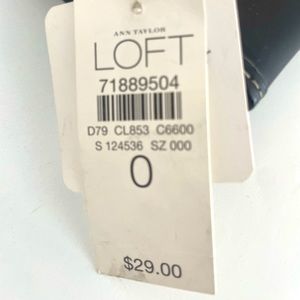 ANN TAYLOR
LOFT
71889504
D79 CL853 C6600
S 124536 SZ 000
0
$29.00